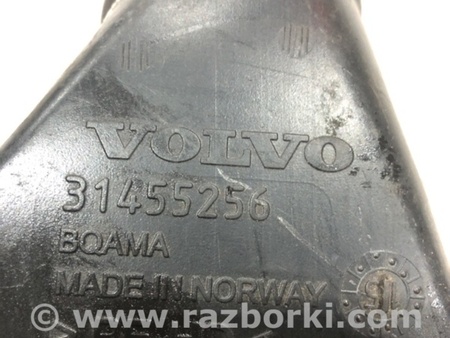 VOLVO
31455256
BQAMA
MADE IN NORWAY
www.razborki.com